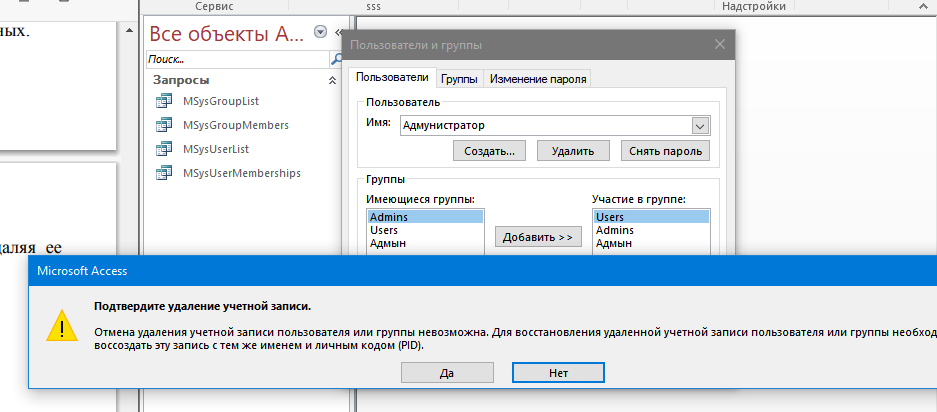 Сервис
sss
Надстройки
ных.
Все объекты A...
Поиск...
Запросы
MSysGroupList
MSysGroupMembers
MSysUserList
MSysUserMemberships
Пользователи и группы
Пользователи
Группы
Изменение пароля
Пользователь
Имя:
Адмунистратор
Создать...
Удалить
Снять пароль
Группы
Имеющиеся группы:
Участие в группе:
Admins
Users
Адмын
Добавить >>
Users
Admins
Адмын
даляя ее
Microsoft Access
Подтвердите удаление учетной записи.
Отмена удаления учетной записи пользователя или группы невозможна. Для восстановления удаленной учетной записи пользователя или группы необход
воссоздать эту запись с тем же именем и личным кодом (PID).
Да
Нет